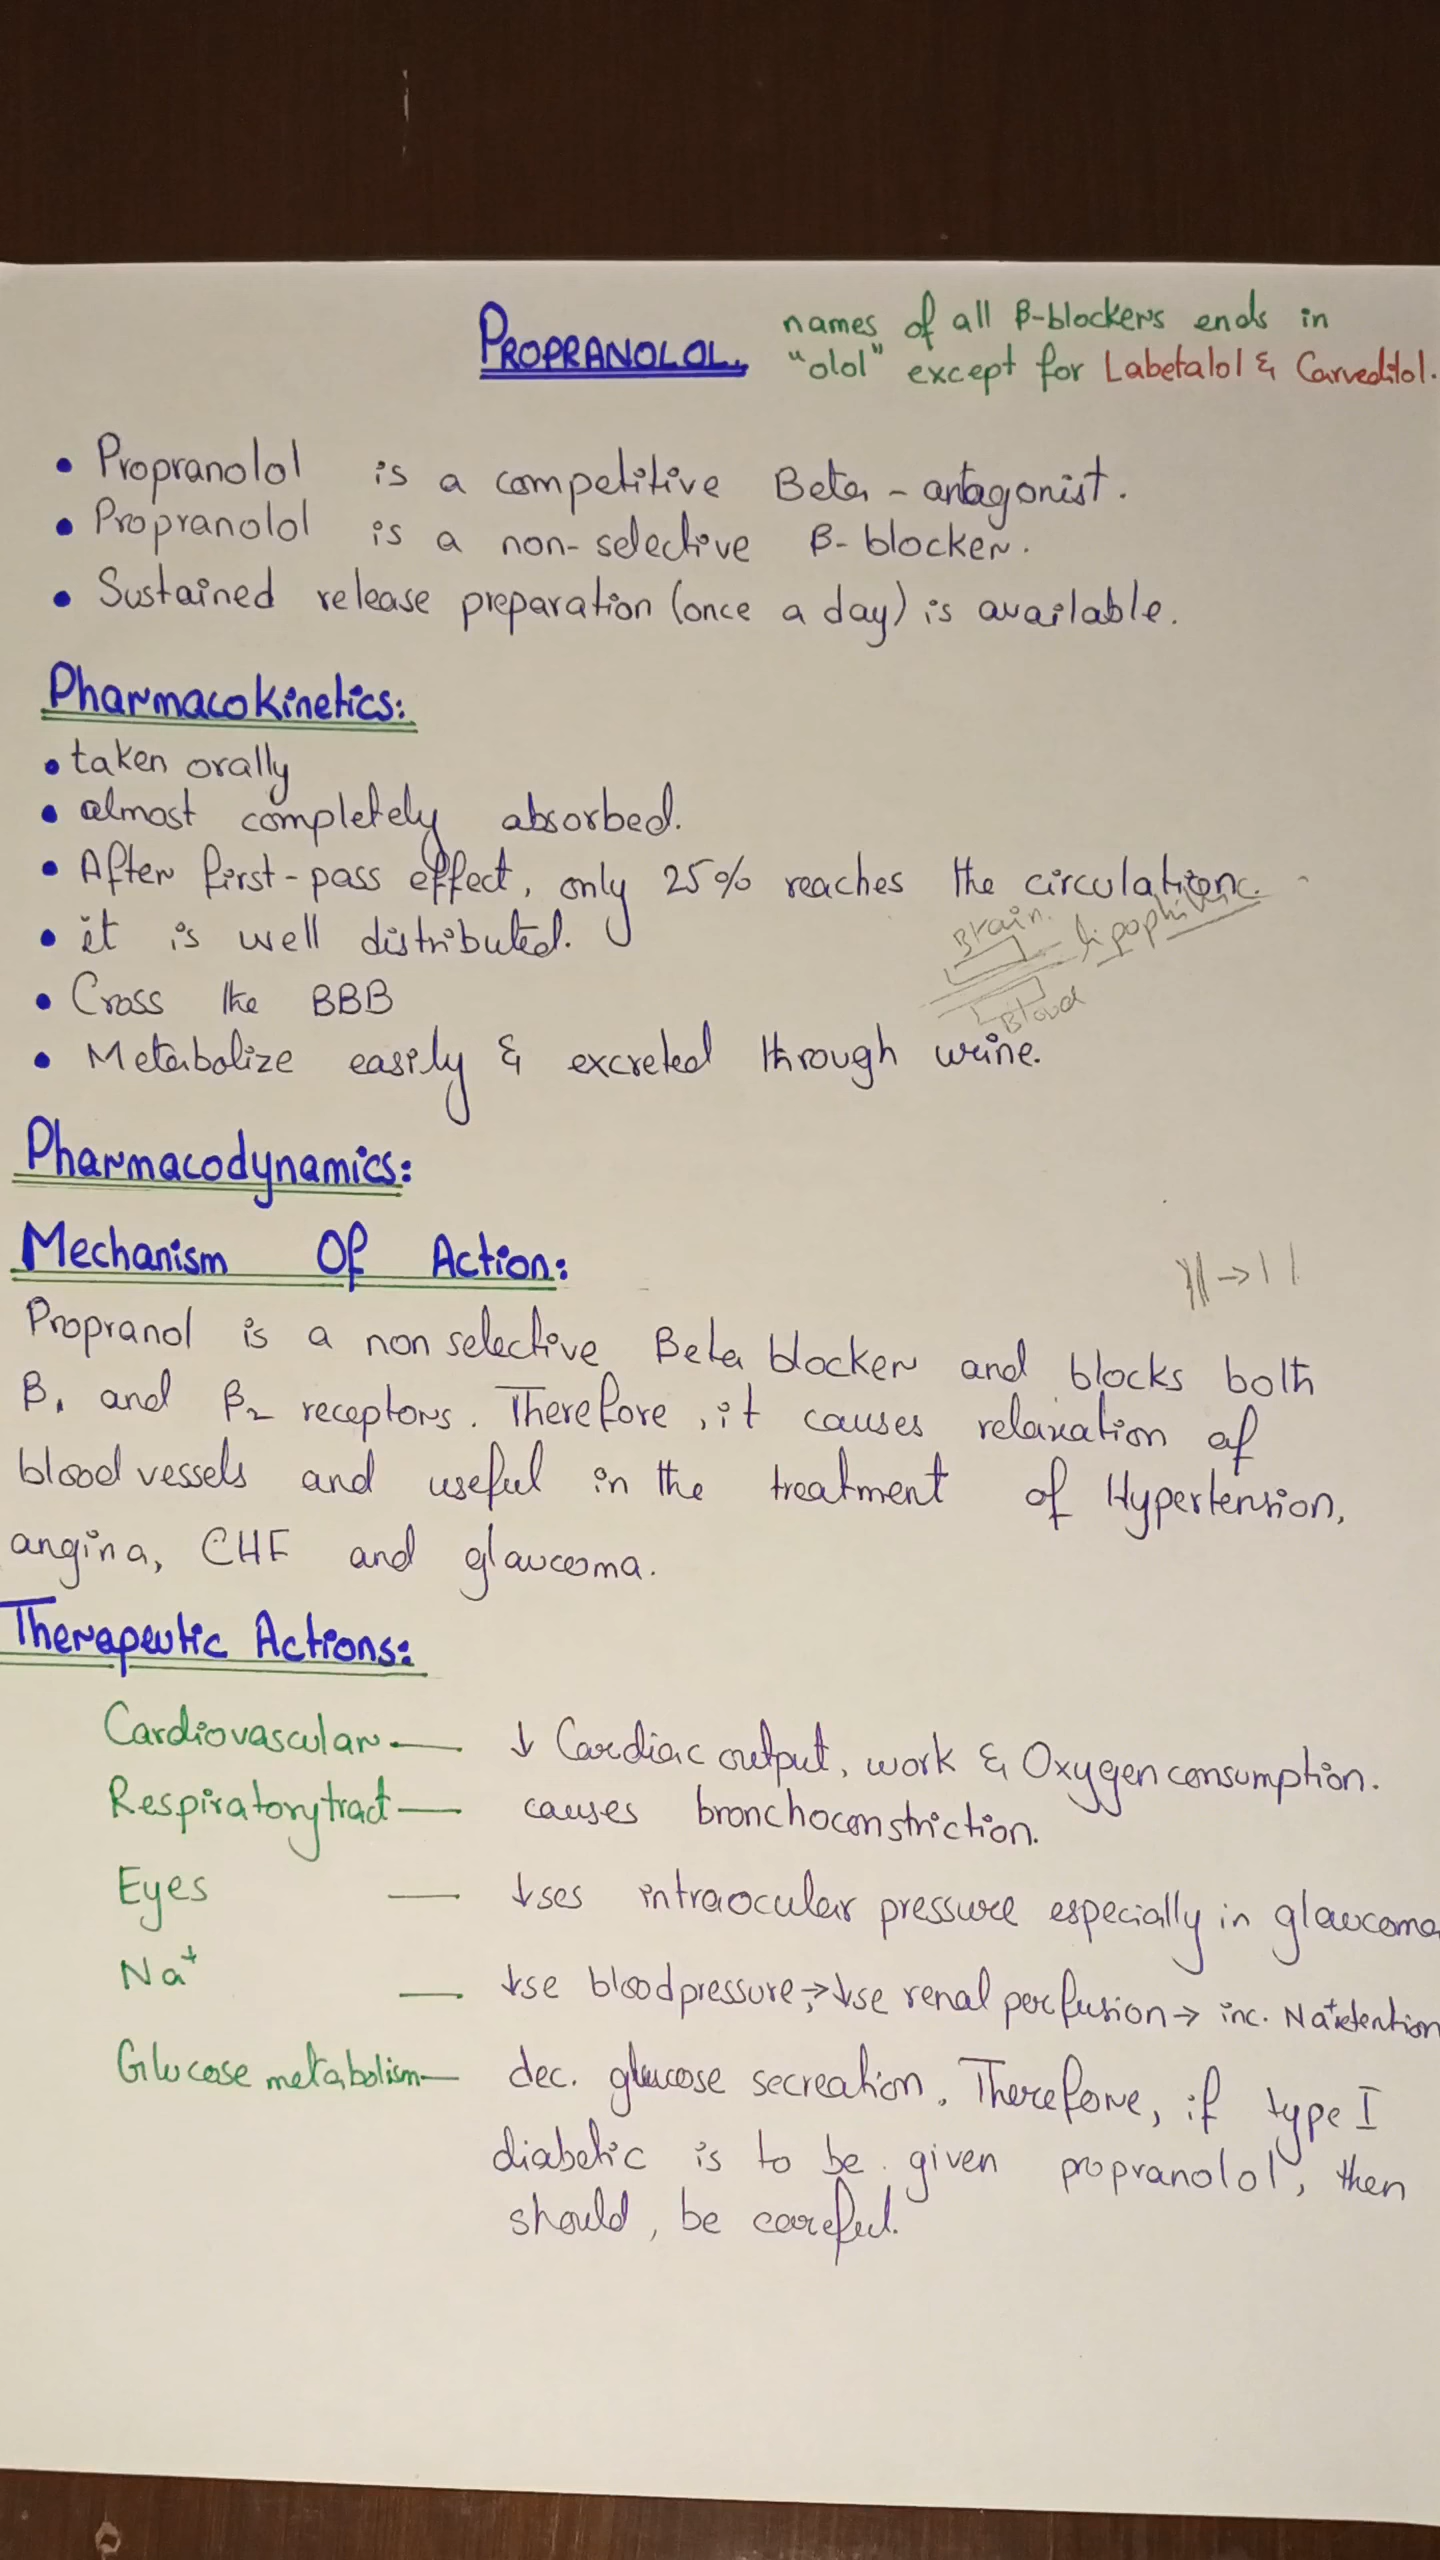 PROPRANOLOL.
names of all β-blockers ends in
"olol" except for Labetalol & Carvedilol.
• Propranolol is a competitive Beta-antagonist.
• Propranolol is a non-selective β-blocker.
• Sustained release preparation (once a day) is available.
Pharmacokinetics:
• taken orally
• almost completely absorbed.
• After first-pass effect, only 25% reaches the circulation.
• it is well distributed.
Brain. lipophilic
Blood
• Cross the BBB
• Metabolize easily & excreted through urine.
Pharmacodynamics:
Mechanism Of Action:
Propranol is a non selective Beta blocker and blocks both
β₁ and β₂ receptors. Therefore, it causes relaxation of
blood vessels and useful in the treatment of Hypertension,
angina, CHF and glaucoma.
Therapeutic Actions:
Cardiovascular — ↓ Cardiac output, work & Oxygen consumption.
Respiratory tract — causes bronchoconstriction.
Eyes — ↓ses intraocular pressure especially in glaucoma
Na⁺ — ↓se blood pressure, → ↓se renal perfusion → inc. Na⁺ retention
Glucose metabolism — dec. glucose secreation. Therefore, if type I
diabetic is to be given propranolol, then
should, be careful.